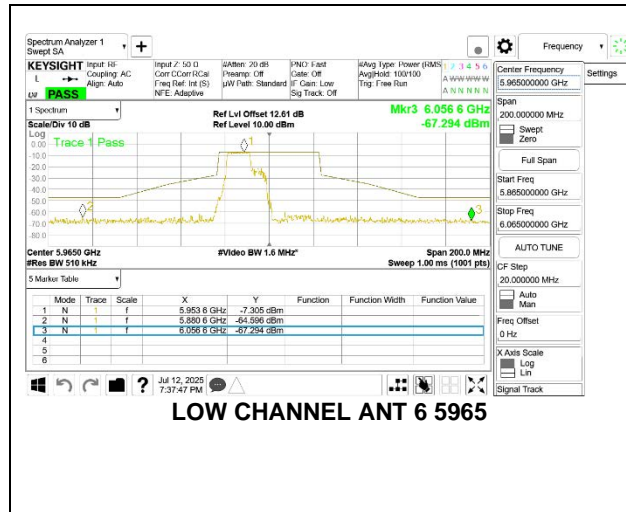 Spectrum Analyzer 1
Swept SA
Frequency
KEYSIGHT
Input: RF
Coupling: AC
Align: Auto
Input Z: 50 Ω
Corr CCorr RCal
Freq Ref: Int (S)
NFE: Adaptive
#Atten: 20 dB
Preamp: Off
µW Path: Standard
PNO: Fast
Gate: Off
IF Gain: Low
Sig Track: Off
#Avg Type: Power (RMS)
Avg|Hold: 100/100
Trig: Free Run
1 2 3 4 5 6
A W W W W W
A N N N N N
L
PASS
Center Frequency
5.965000000 GHz
Settings
Span
200.000000 MHz
Swept
Zero
Full Span
Start Freq
5.865000000 GHz
Stop Freq
6.065000000 GHz
AUTO TUNE
CF Step
20.000000 MHz
Auto
Man
Freq Offset
0 Hz
X Axis Scale
Log
Lin
Signal Track
1 Spectrum
Scale/Div 10 dB
Ref Lvl Offset 12.61 dB
Ref Level 10.00 dBm
Mkr3 6.056 6 GHz
-67.294 dBm
Log
Trace 1 Pass
0.00
-10.0
-20.0
-30.0
-40.0
-50.0
-60.0
-70.0
-80.0
1
2
3
Center 5.9650 GHz
#Res BW 510 kHz
#Video BW 1.6 MHz*
Span 200.0 MHz
Sweep 1.00 ms (1001 pts)
5 Marker Table
Mode Trace Scale X Y Function Function Width Function Value
1 N 1 f 5.953 6 GHz -7.305 dBm
2 N 1 f 5.880 6 GHz -64.596 dBm
3 N 1 f 6.056 6 GHz -67.294 dBm
4
5
6
?
Jul 12, 2025
7:37:47 PM
LOW CHANNEL ANT 6 5965